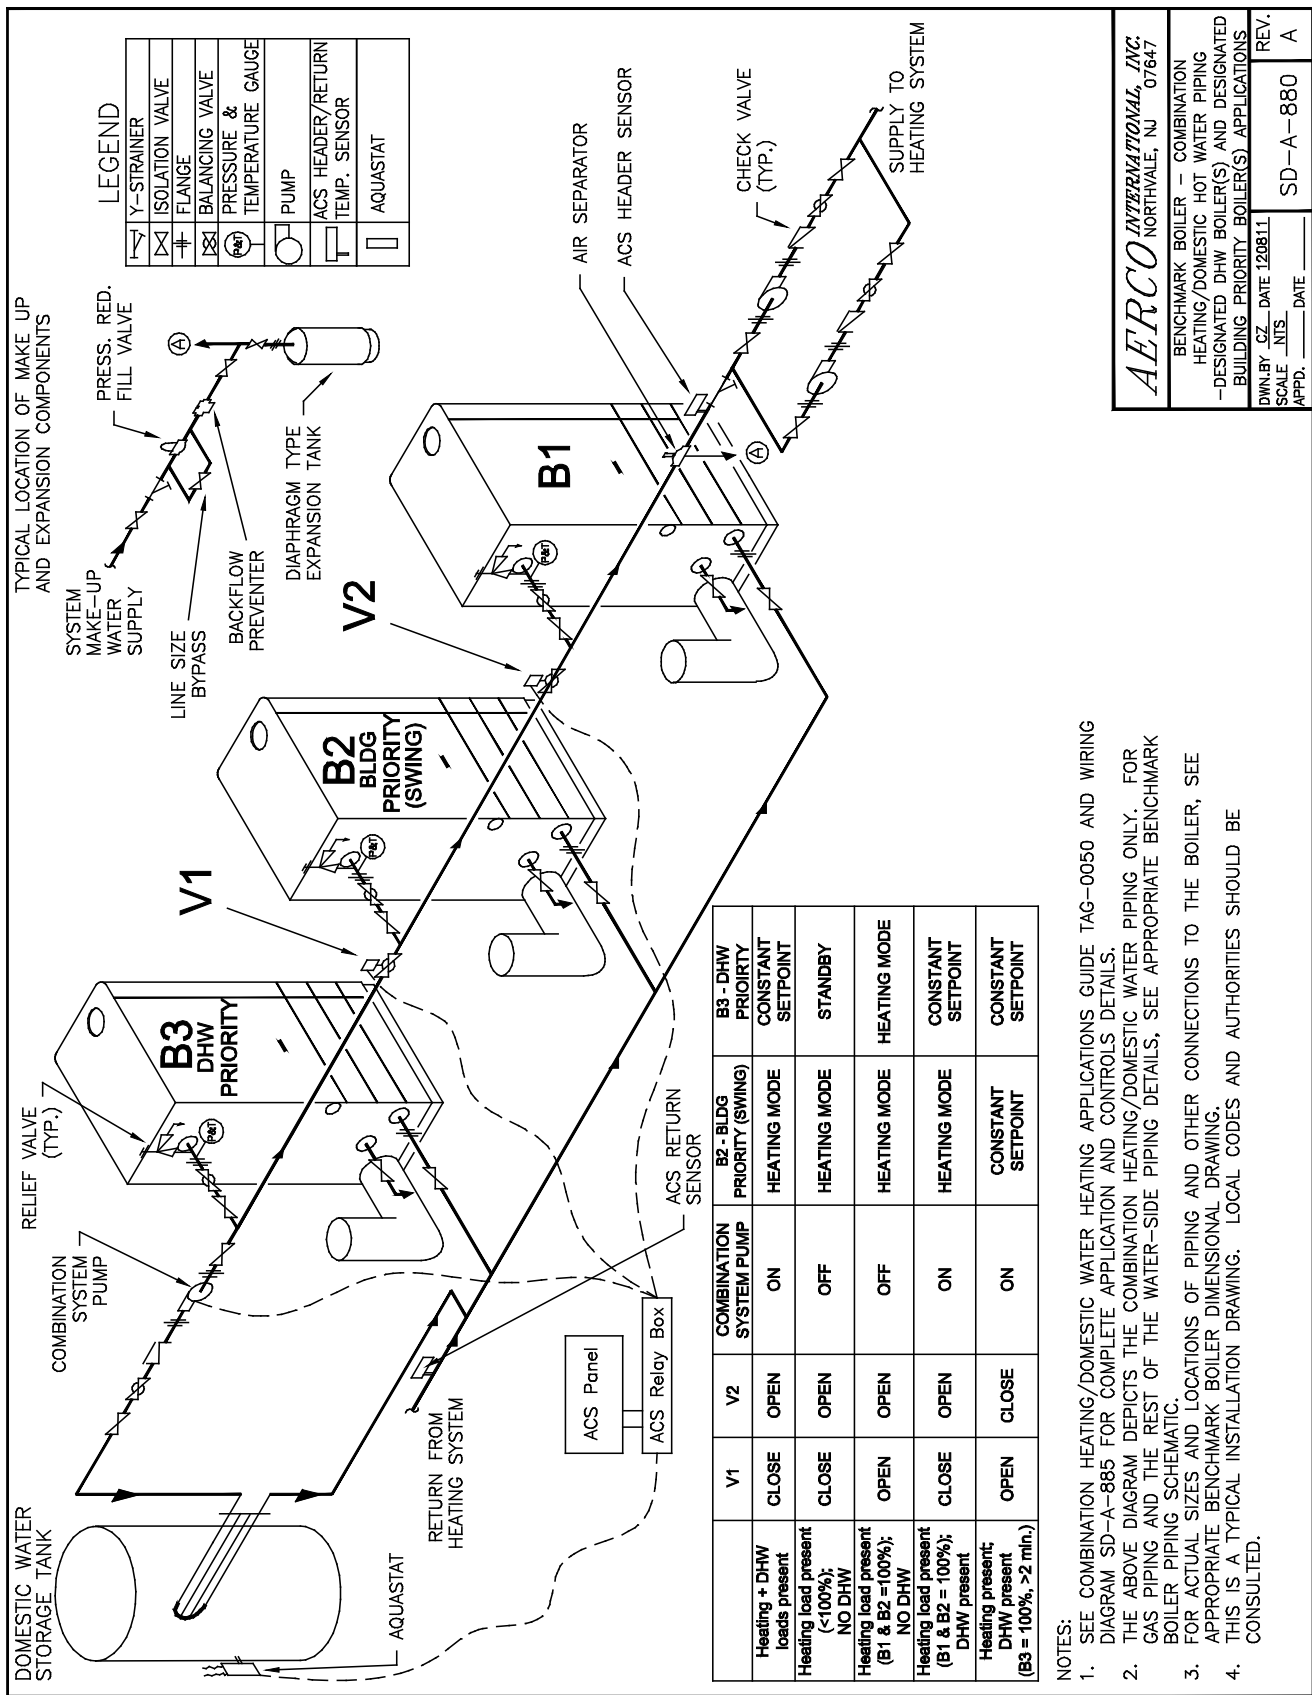 DOMESTIC WATER
STORAGE TANK
COMBINATION
SYSTEM
PUMP
RELIEF VALVE
(TYP.)
B3
DHW
PRIORITY
P&T
V1
B2
BLDG
PRIORITY
(SWING)
P&T
V2
B1
P&T
TYPICAL LOCATION OF MAKE UP
AND EXPANSION COMPONENTS
SYSTEM
MAKE-UP
WATER
SUPPLY
PRESS. RED.
FILL VALVE
LINE SIZE
BYPASS
BACKFLOW
PREVENTER
DIAPHRAGM TYPE
EXPANSION TANK
A
LEGEND
Y-STRAINER
ISOLATION VALVE
FLANGE
BALANCING VALVE
P&T
PRESSURE &
TEMPERATURE GAUGE
PUMP
ACS HEADER/RETURN
TEMP. SENSOR
AQUASTAT
AIR SEPARATOR
ACS HEADER SENSOR
A
CHECK VALVE
(TYP.)
SUPPLY TO
HEATING SYSTEM
AQUASTAT
RETURN FROM
HEATING SYSTEM
ACS RETURN
SENSOR
ACS Panel
ACS Relay Box
V1
V2
COMBINATION
SYSTEM PUMP
B2 - BLDG
PRIORITY (SWING)
B3 - DHW
PRIOIRTY
Heating + DHW
loads present
CLOSE
OPEN
ON
HEATING MODE
CONSTANT
SETPOINT
Heating load present
(<100%);
NO DHW
CLOSE
OPEN
OFF
HEATING MODE
STANDBY
Heating load present
(B1 & B2 =100%);
NO DHW
OPEN
OPEN
OFF
HEATING MODE
HEATING MODE
Heating load present
(B1 & B2 = 100%);
DHW present
CLOSE
OPEN
ON
HEATING MODE
CONSTANT
SETPOINT
Heating present;
DHW present
(B3 = 100%, >2 min.)
OPEN
CLOSE
ON
CONSTANT
SETPOINT
CONSTANT
SETPOINT
NOTES:
1. SEE COMBINATION HEATING/DOMESTIC WATER HEATING APPLICATIONS GUIDE TAG-0050 AND WIRING
DIAGRAM SD-A-885 FOR COMPLETE APPLICATION AND CONTROLS DETAILS.
2. THE ABOVE DIAGRAM DEPICTS THE COMBINATION HEATING/DOMESTIC WATER PIPING ONLY. FOR
GAS PIPING AND THE REST OF THE WATER-SIDE PIPING DETAILS, SEE APPROPRIATE BENCHMARK
BOILER PIPING SCHEMATIC.
3. FOR ACTUAL SIZES AND LOCATIONS OF PIPING AND OTHER CONNECTIONS TO THE BOILER, SEE
APPROPRIATE BENCHMARK BOILER DIMENSIONAL DRAWING.
4. THIS IS A TYPICAL INSTALLATION DRAWING. LOCAL CODES AND AUTHORITIES SHOULD BE
CONSULTED.
AERCO INTERNATIONAL, INC.
NORTHVALE, NJ 07647
BENCHMARK BOILER - COMBINATION
HEATING/DOMESTIC HOT WATER PIPING
-DESIGNATED DHW BOILER(S) AND DESIGNATED
BUILDING PRIORITY BOILER(S) APPLICATIONS
DWN.BY CZ DATE 120811
SCALE NTS
APPD. DATE
SD-A-880
REV.
A